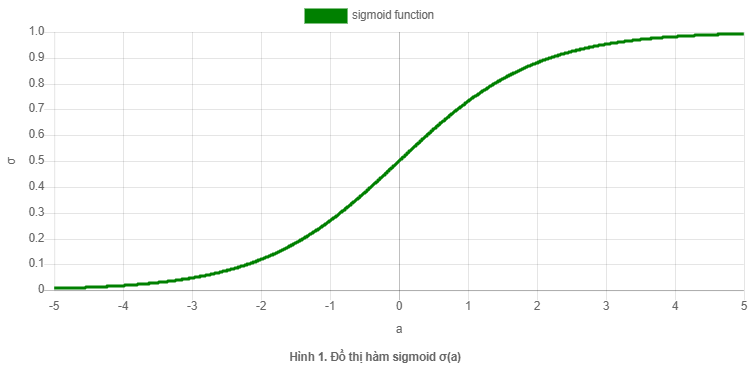 sigmoid function
1.0
0.9
0.8
0.7
0.6
0.5
0.4
0.3
0.2
0.1
0
σ
-5 -4 -3 -2 -1 0 1 2 3 4 5
a
Hình 1. Đồ thị hàm sigmoid σ(a)